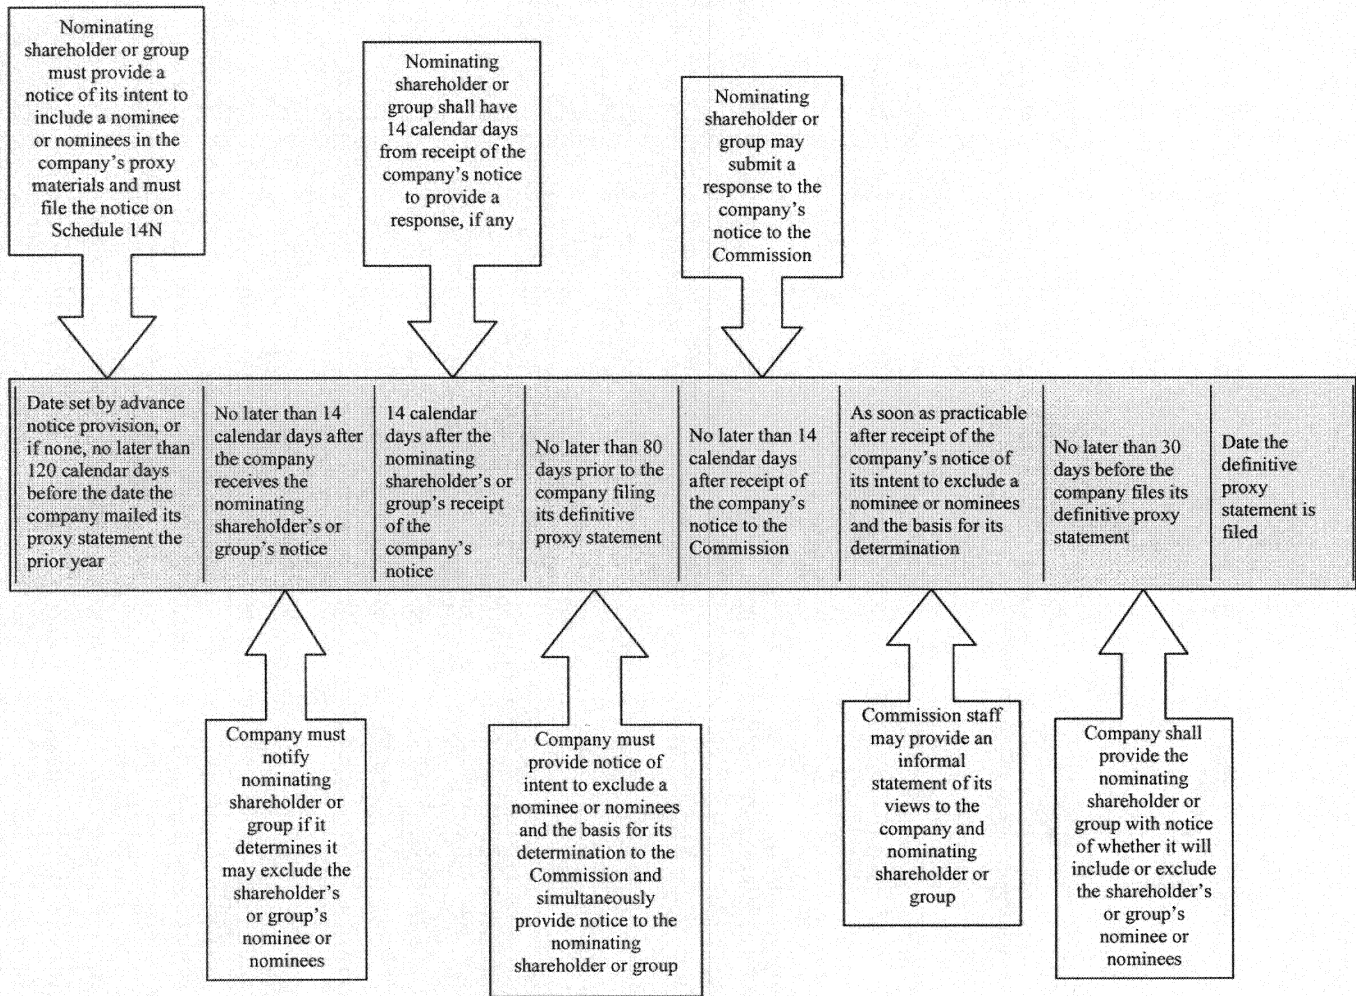 Nominating
shareholder or group
must provide a
notice of its intent to
include a nominee
or nominees in the
company's proxy
materials and must
file the notice on
Schedule 14N
Nominating
shareholder or
group shall have
14 calendar days
from receipt of the
company's notice
to provide a
response, if any
Nominating
shareholder or
group may
submit a
response to the
company's
notice to the
Commission
Date set by advance
notice provision, or
if none, no later than
120 calendar days
before the date the
company mailed its
proxy statement the
prior year
No later than 14
calendar days after
the company
receives the
nominating
shareholder's or
group's notice
14 calendar
days after the
nominating
shareholder's or
group's receipt
of the
company's
notice
No later than 80
days prior to the
company filing
its definitive
proxy statement
No later than 14
calendar days
after receipt of
the company's
notice to the
Commission
As soon as practicable
after receipt of the
company's notice of
its intent to exclude a
nominee or nominees
and the basis for its
determination
No later than 30
days before the
company files its
definitive proxy
statement
Date the
definitive
proxy
statement is
filed
Company must
notify
nominating
shareholder or
group if it
determines it
may exclude the
shareholder's
or group's
nominee or
nominees
Company must
provide notice of
intent to exclude a
nominee or nominees
and the basis for its
determination to the
Commission and
simultaneously
provide notice to the
nominating
shareholder or group
Commission staff
may provide an
informal
statement of its
views to the
company and
nominating
shareholder or
group
Company shall
provide the
nominating
shareholder or
group with notice
of whether it will
include or exclude
the shareholder's
or group's
nominee or
nominees